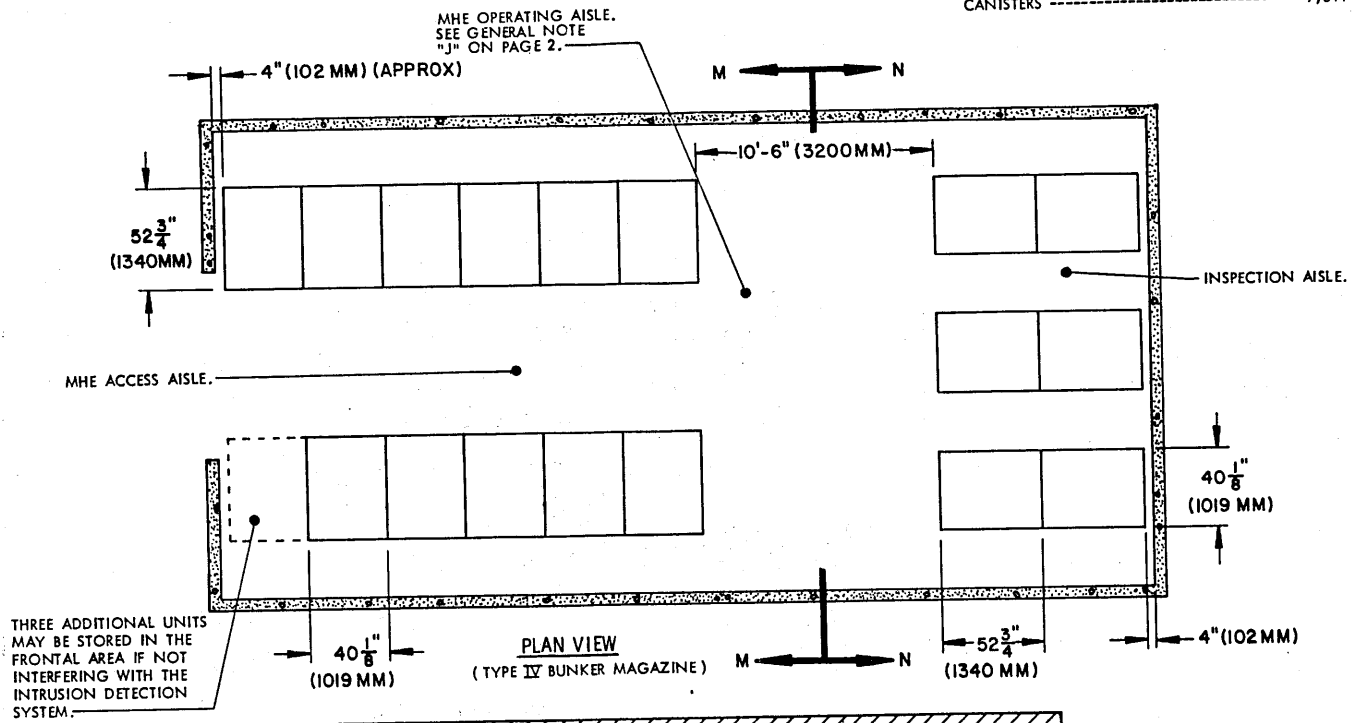 CANISTERS
MHE OPERATING AISLE.
SEE GENERAL NOTE
"J" ON PAGE 2.
4" (102 MM) (APPROX)
M
N
10'-6" (3200MM)
52 3/4"
(1340MM)
INSPECTION AISLE.
MHE ACCESS AISLE.
40 1/8"
(1019 MM)
THREE ADDITIONAL UNITS
MAY BE STORED IN THE
FRONTAL AREA IF NOT
INTERFERING WITH THE
INTRUSION DETECTION
SYSTEM.
40 1/8"
(1019 MM)
PLAN VIEW
(TYPE IV BUNKER MAGAZINE)
M
N
52 3/4"
(1340 MM)
4" (102 MM)